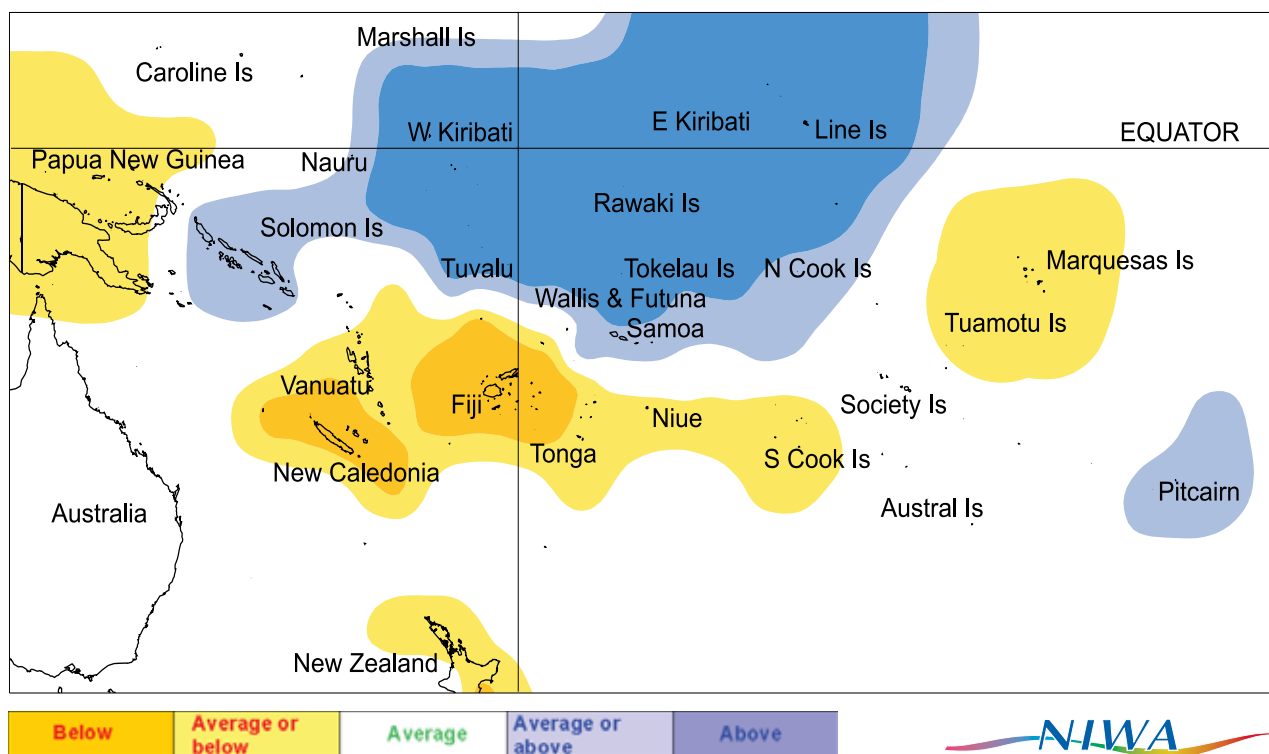 Marshall Is
Caroline Is
W Kiribati
E Kiribati
Line Is
EQUATOR
Papua New Guinea
Nauru
Rawaki Is
Solomon Is
Tuvalu
Tokelau Is
N Cook Is
Marquesas Is
Wallis & Futuna
Samoa
Tuamotu Is
Vanuatu
Fiji
Niue
Society Is
Tonga
New Caledonia
S Cook Is
Pitcairn
Australia
Austral Is
New Zealand
Below
Average or
below
Average
Average or
above
Above
NIWA